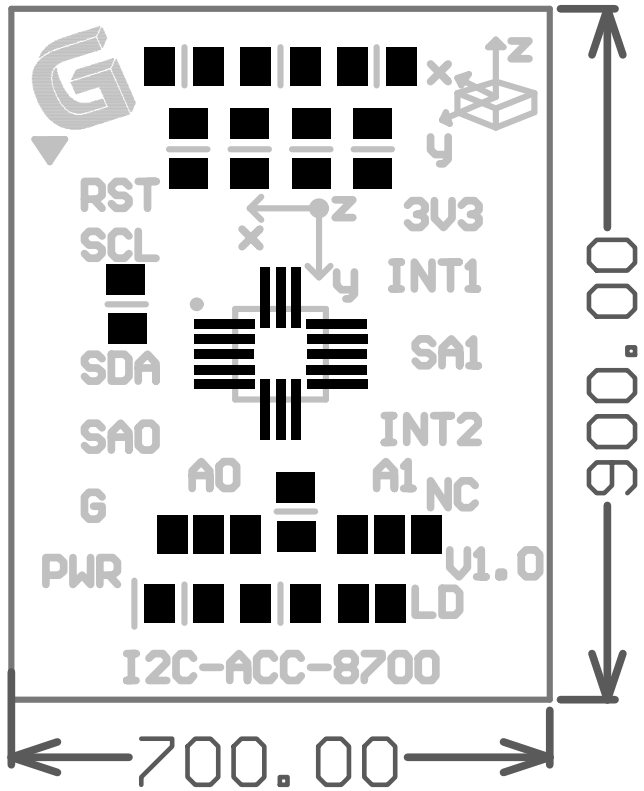 G
z
x
y
RST
3V3
z
x
SCL
INT1
y
SDA
SA1
SA0
INT2
A0
A1
NC
G
PWR
V1.0
LD
I2C-ACC-8700
900.00
700.00